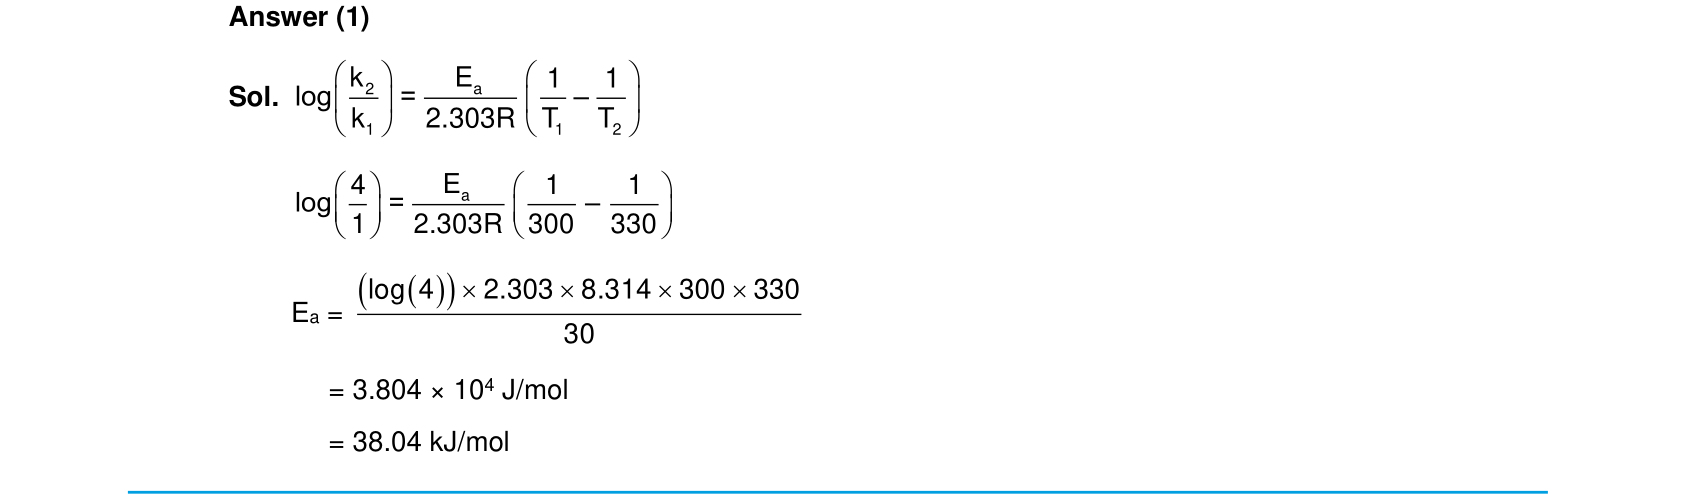 Answer (1)
Sol. log(k₂/k₁) = Eₐ/2.303R (1/T₁ − 1/T₂)
log(4/1) = Eₐ/2.303R (1/300 − 1/330)
Eₐ = (log(4)) × 2.303 × 8.314 × 300 × 330 / 30
= 3.804 × 10⁴ J/mol
= 38.04 kJ/mol